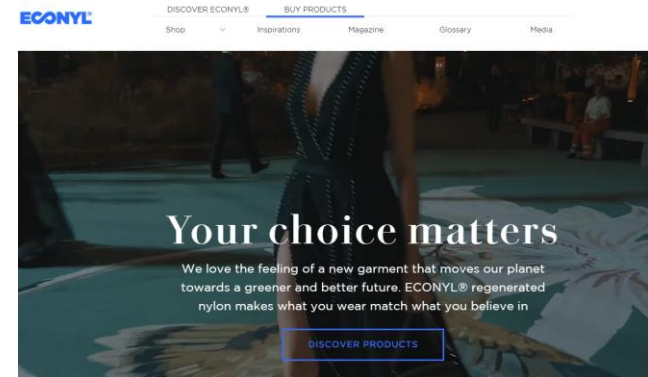 ECONYL®
DISCOVER ECONYL® BUY PRODUCTS
Shop Inspirations Magazine Glossary Media
Your choice matters
We love the feeling of a new garment that moves our planet
towards a greener and better future. ECONYL® regenerated
nylon makes what you wear match what you believe in
DISCOVER PRODUCTS